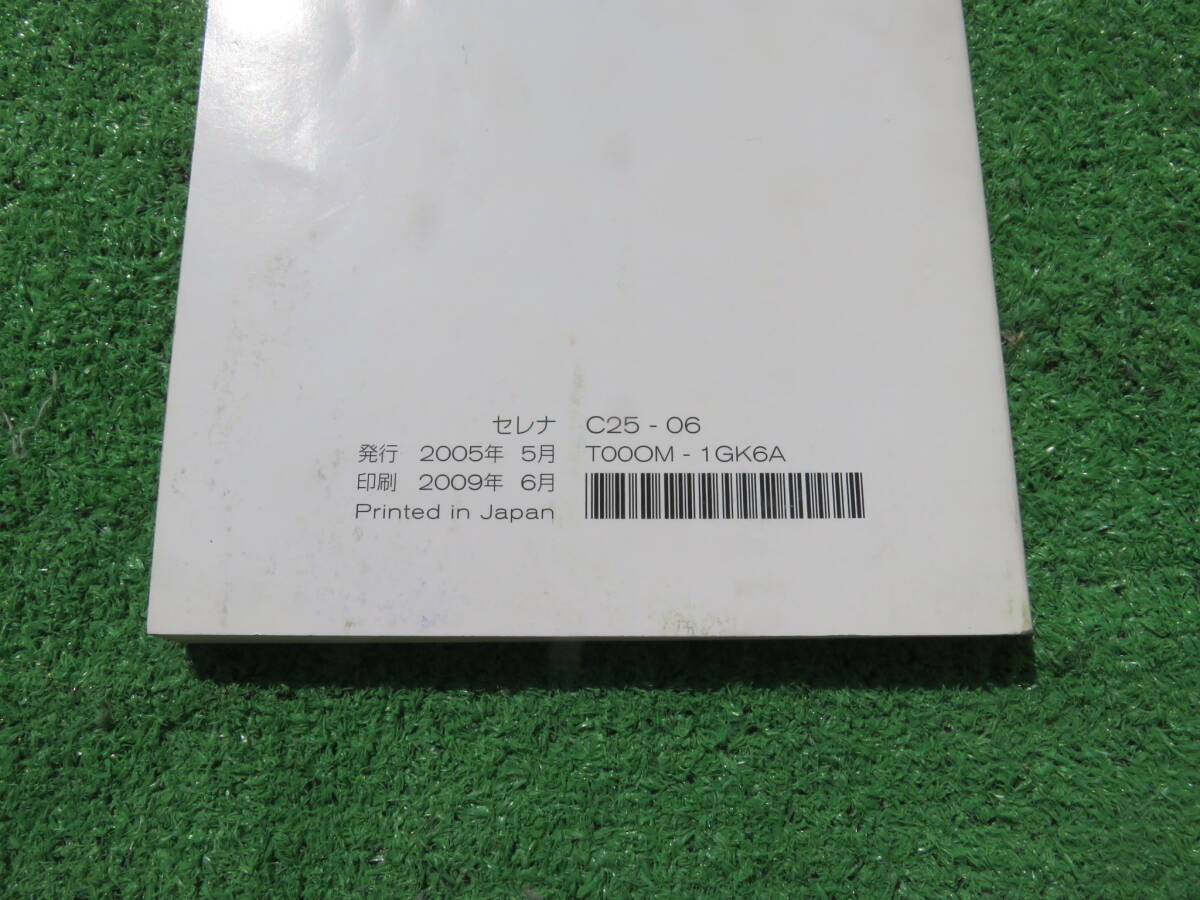 セレナ C25 - 06
発行 2005年 5月 T00OM - 1GK6A
印刷 2009年 6月
Printed in Japan